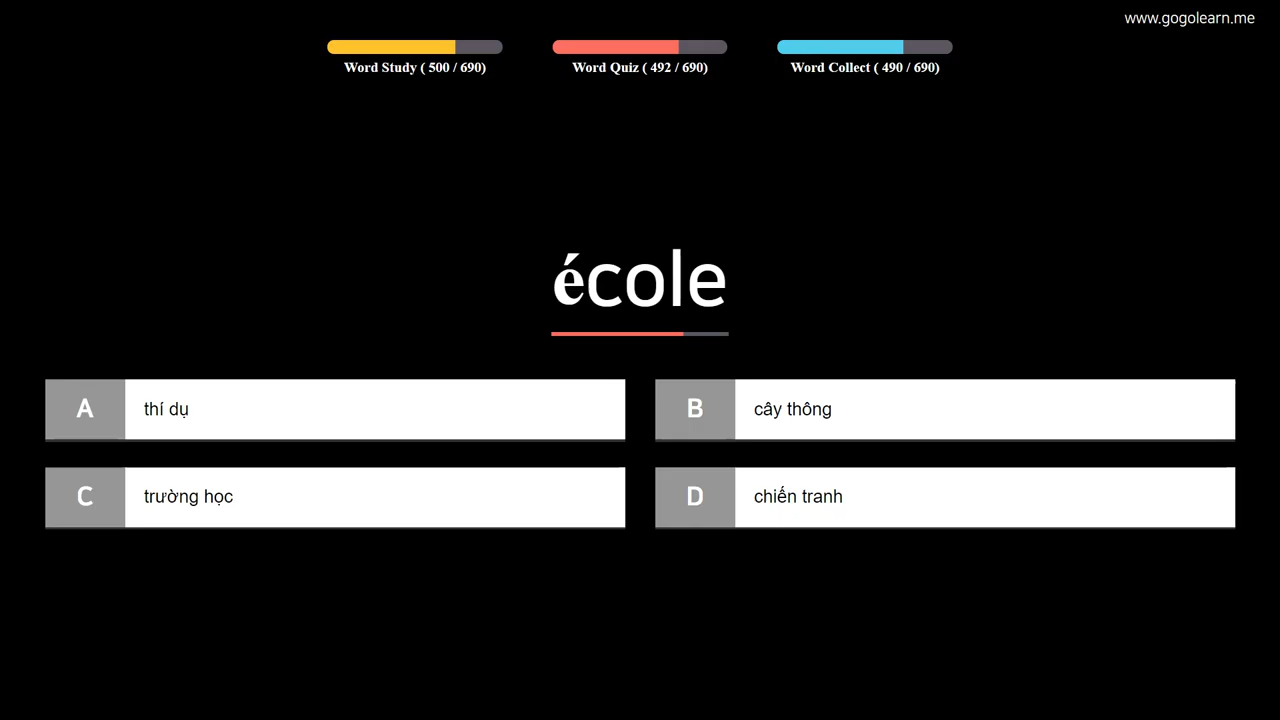 www.gogolearn.me
Word Study ( 500 / 690)
Word Quiz ( 492 / 690)
Word Collect ( 490 / 690)
école
A thí dụ
B cây thông
C trường học
D chiến tranh